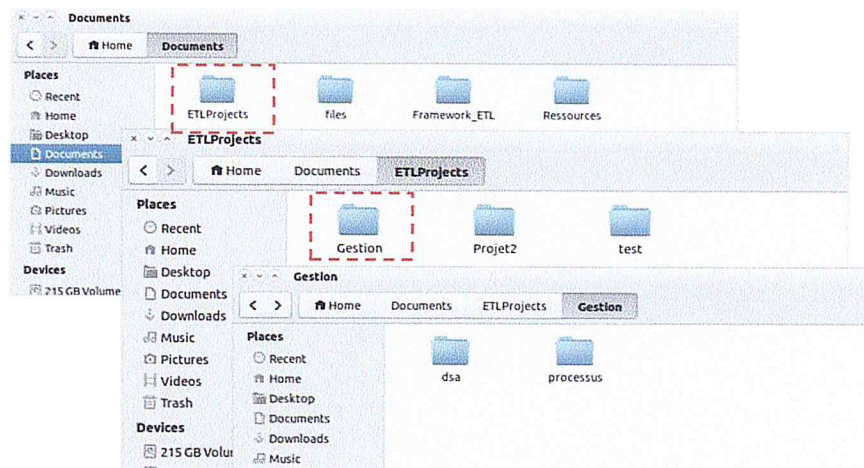 Documents
Home Documents
Places
Recent
Home
Desktop
Documents
Downloads
Music
Pictures
Videos
Trash
Devices
215 GB Volume
ETLProjects files Framework_ETL Ressources
ETLProjects
Home Documents ETLProjects
Places
Recent
Home
Desktop
Documents
Downloads
Music
Pictures
Videos
Trash
Devices
215 GB Volu
Gestion Projet2 test
Gestion
Home Documents ETLProjects Gestion
Places
Recent
Home
Desktop
Documents
Downloads
Music
dsa processus